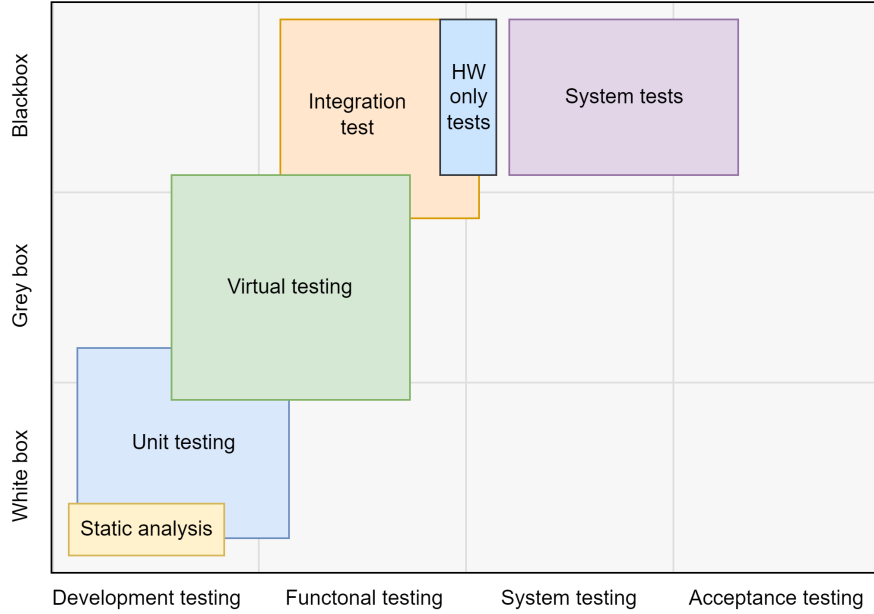 Blackbox
Grey box
White box
Integration
test
HW
only
tests
System tests
Virtual testing
Unit testing
Static analysis
Development testing
Functonal testing
System testing
Acceptance testing